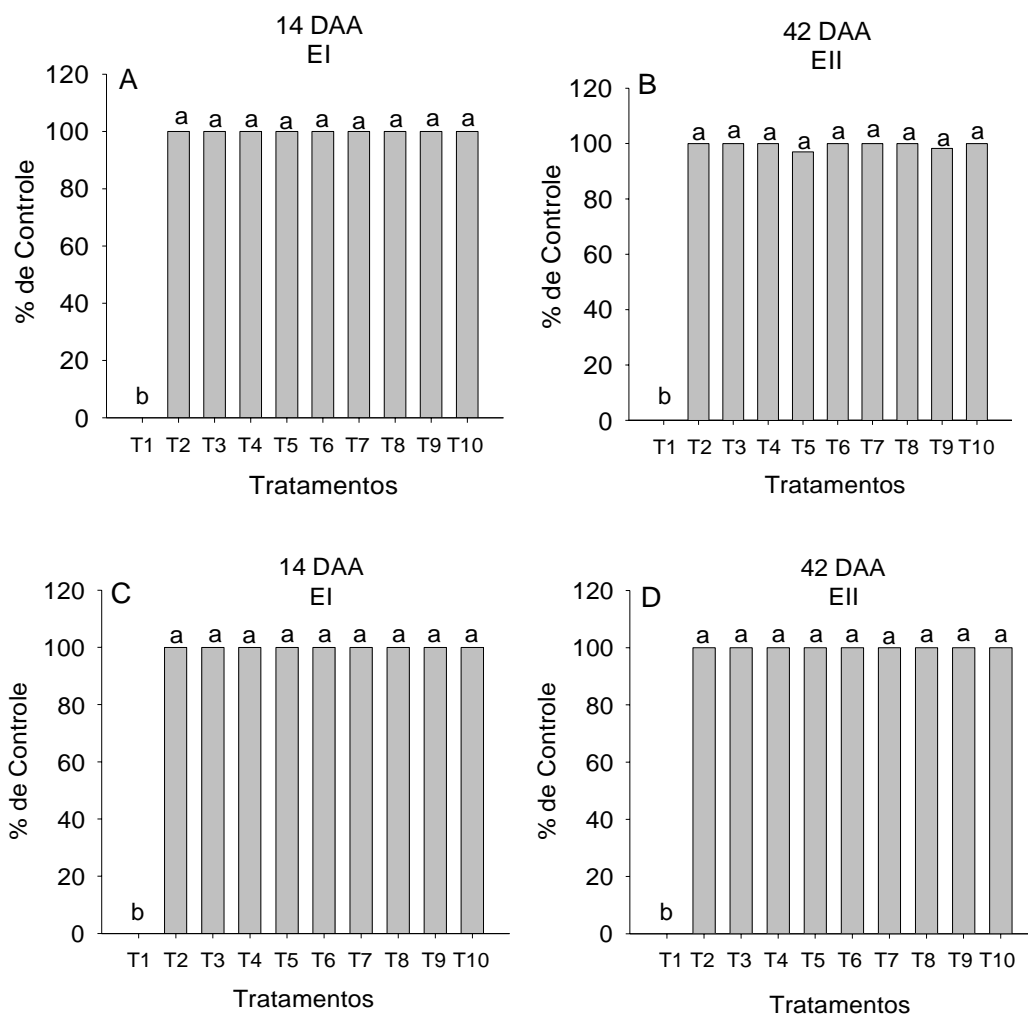 14 DAA
EI
A
120
100
80
60
40
20
0
% de Controle
b a a a a a a a a a
T1 T2 T3 T4 T5 T6 T7 T8 T9 T10
Tratamentos
42 DAA
EII
B
120
100
80
60
40
20
0
% de Controle
b a a a a a a a a a
T1 T2 T3 T4 T5 T6 T7 T8 T9 T10
Tratamentos
14 DAA
EI
C
120
100
80
60
40
20
0
% de Controle
b a a a a a a a a a
T1 T2 T3 T4 T5 T6 T7 T8 T9 T10
Tratamentos
42 DAA
EII
D
120
100
80
60
40
20
0
% de Controle
b a a a a a a a a a
T1 T2 T3 T4 T5 T6 T7 T8 T9 T10
Tratamentos